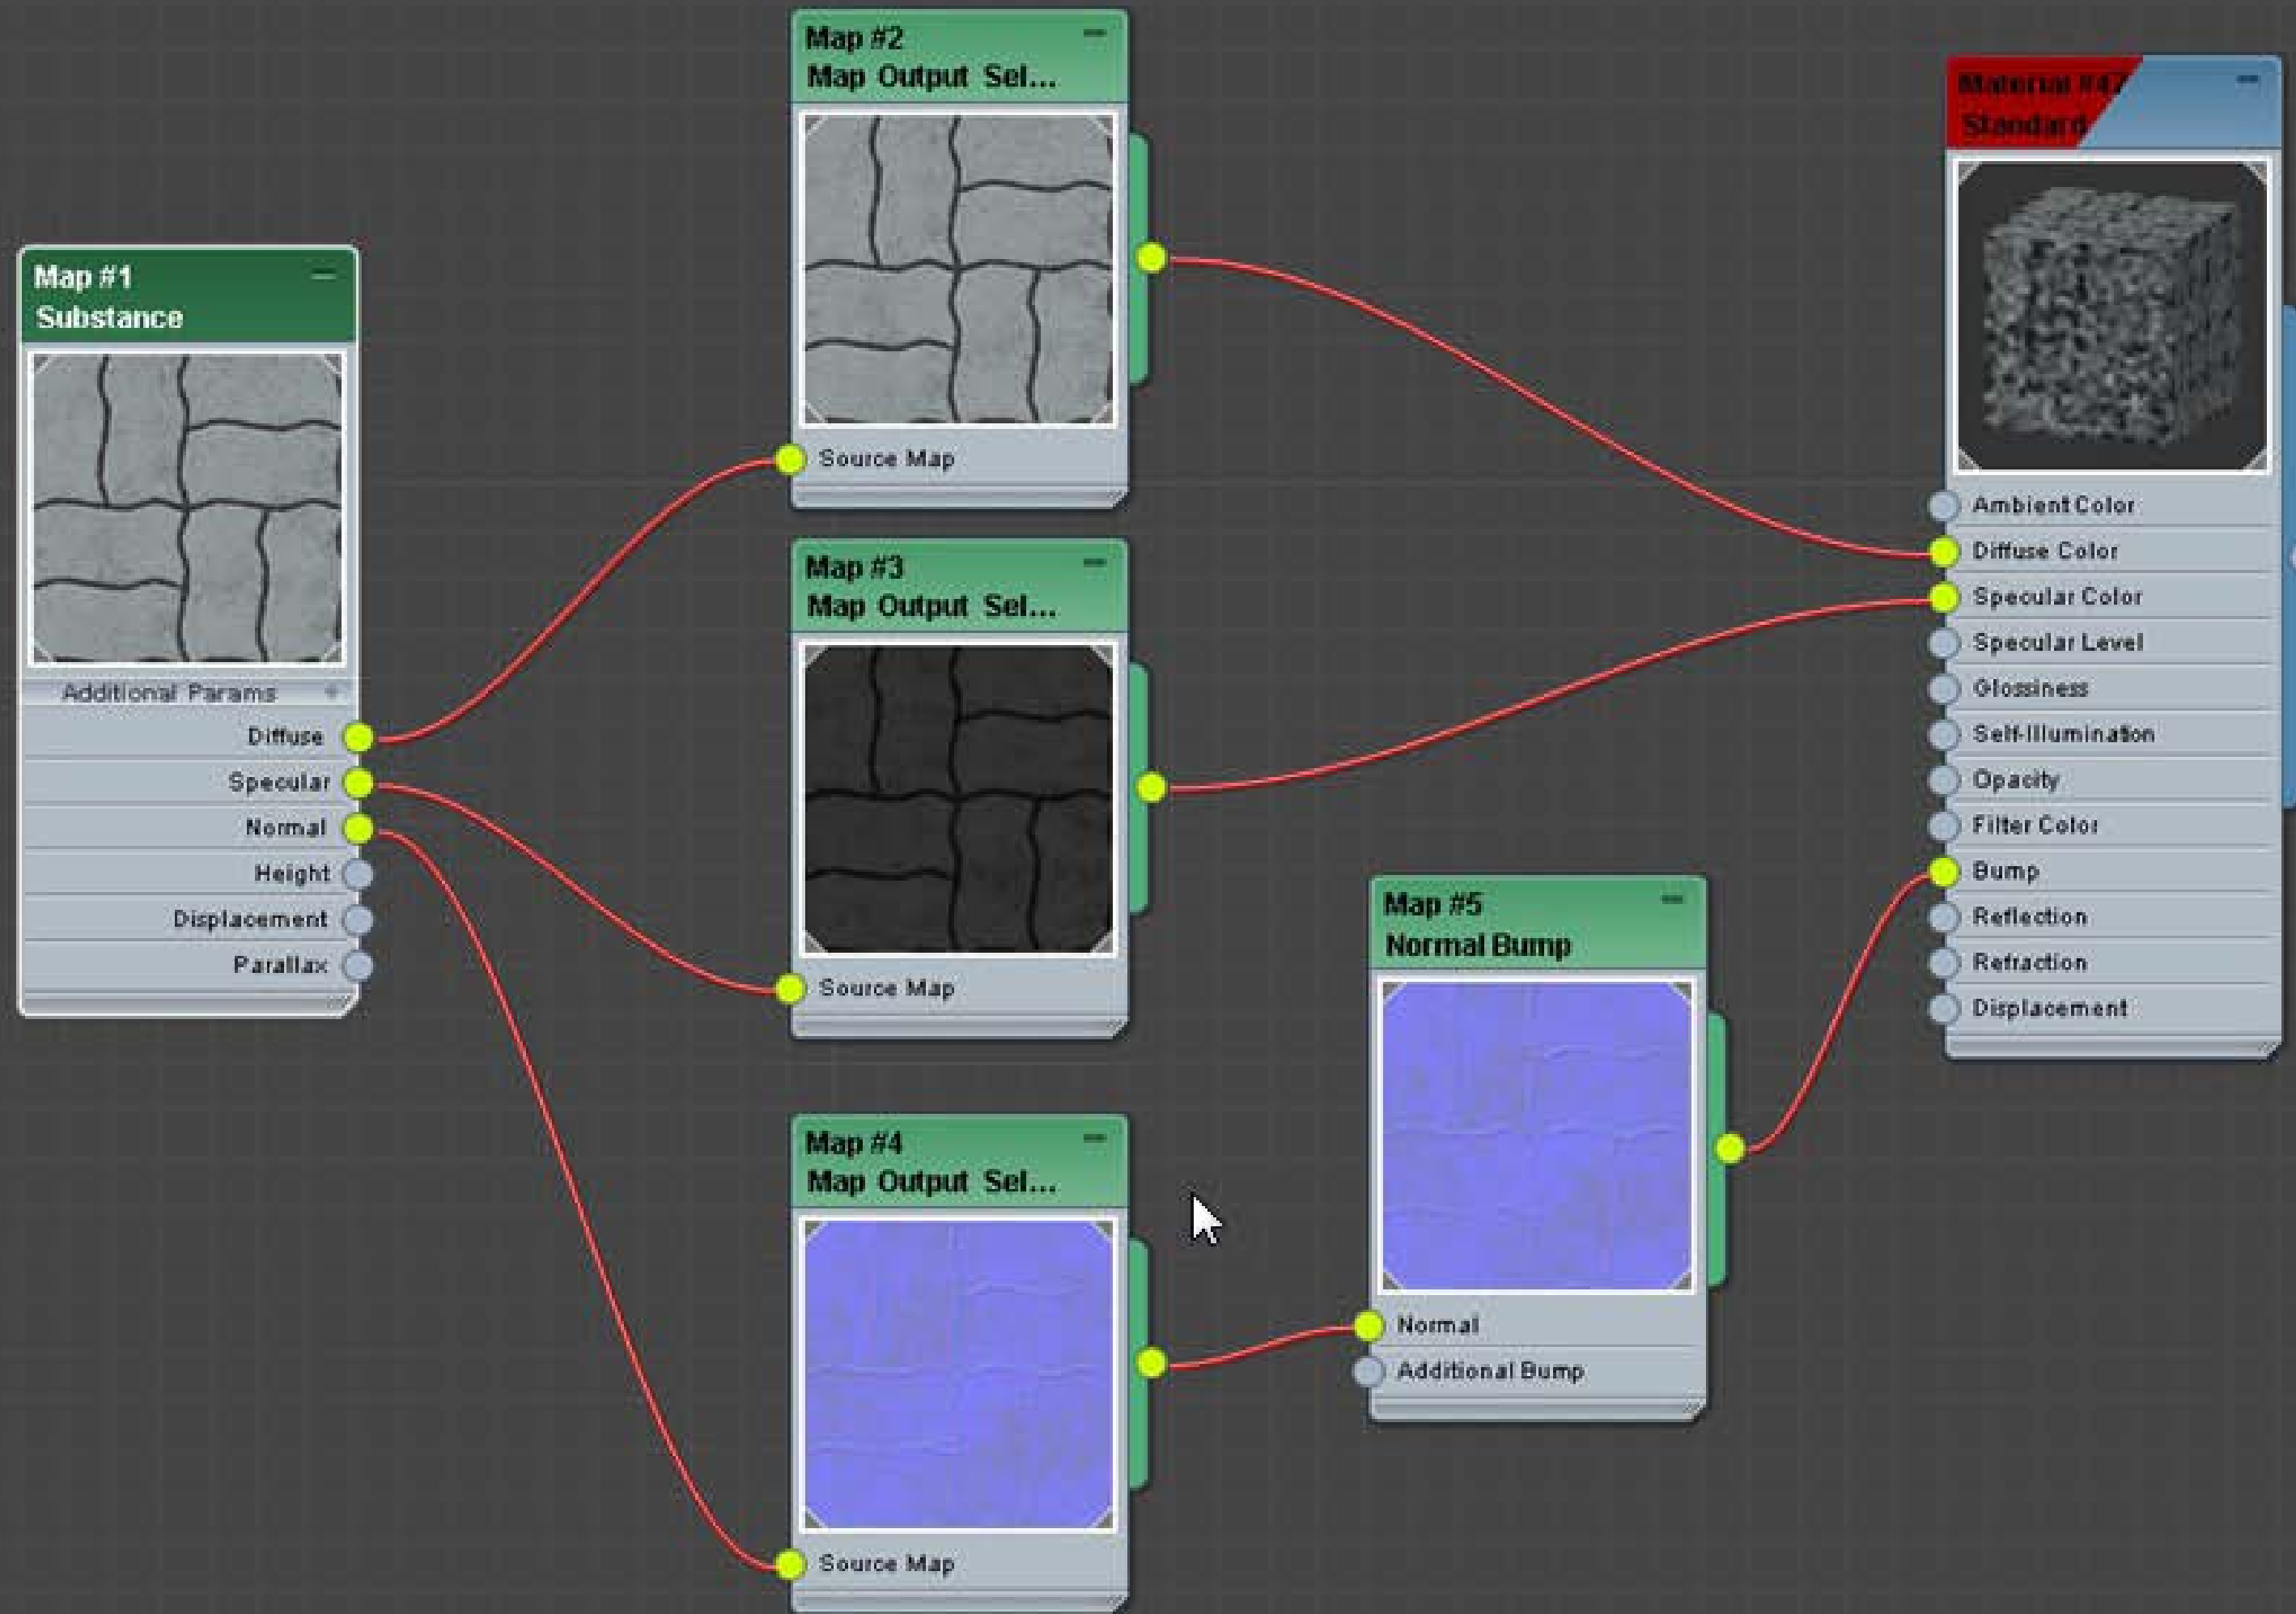 Map #1
Substance
Additional Params
Diffuse
Specular
Normal
Height
Displacement
Parallax
Map #2
Map Output Sel...
Source Map
Map #3
Map Output Sel...
Source Map
Map #4
Map Output Sel...
Source Map
Map #5
Normal Bump
Normal
Additional Bump
Material
Standard
Ambient Color
Diffuse Color
Specular Color
Specular Level
Glossiness
Self-Illumination
Opacity
Filter Color
Bump
Reflection
Refraction
Displacement